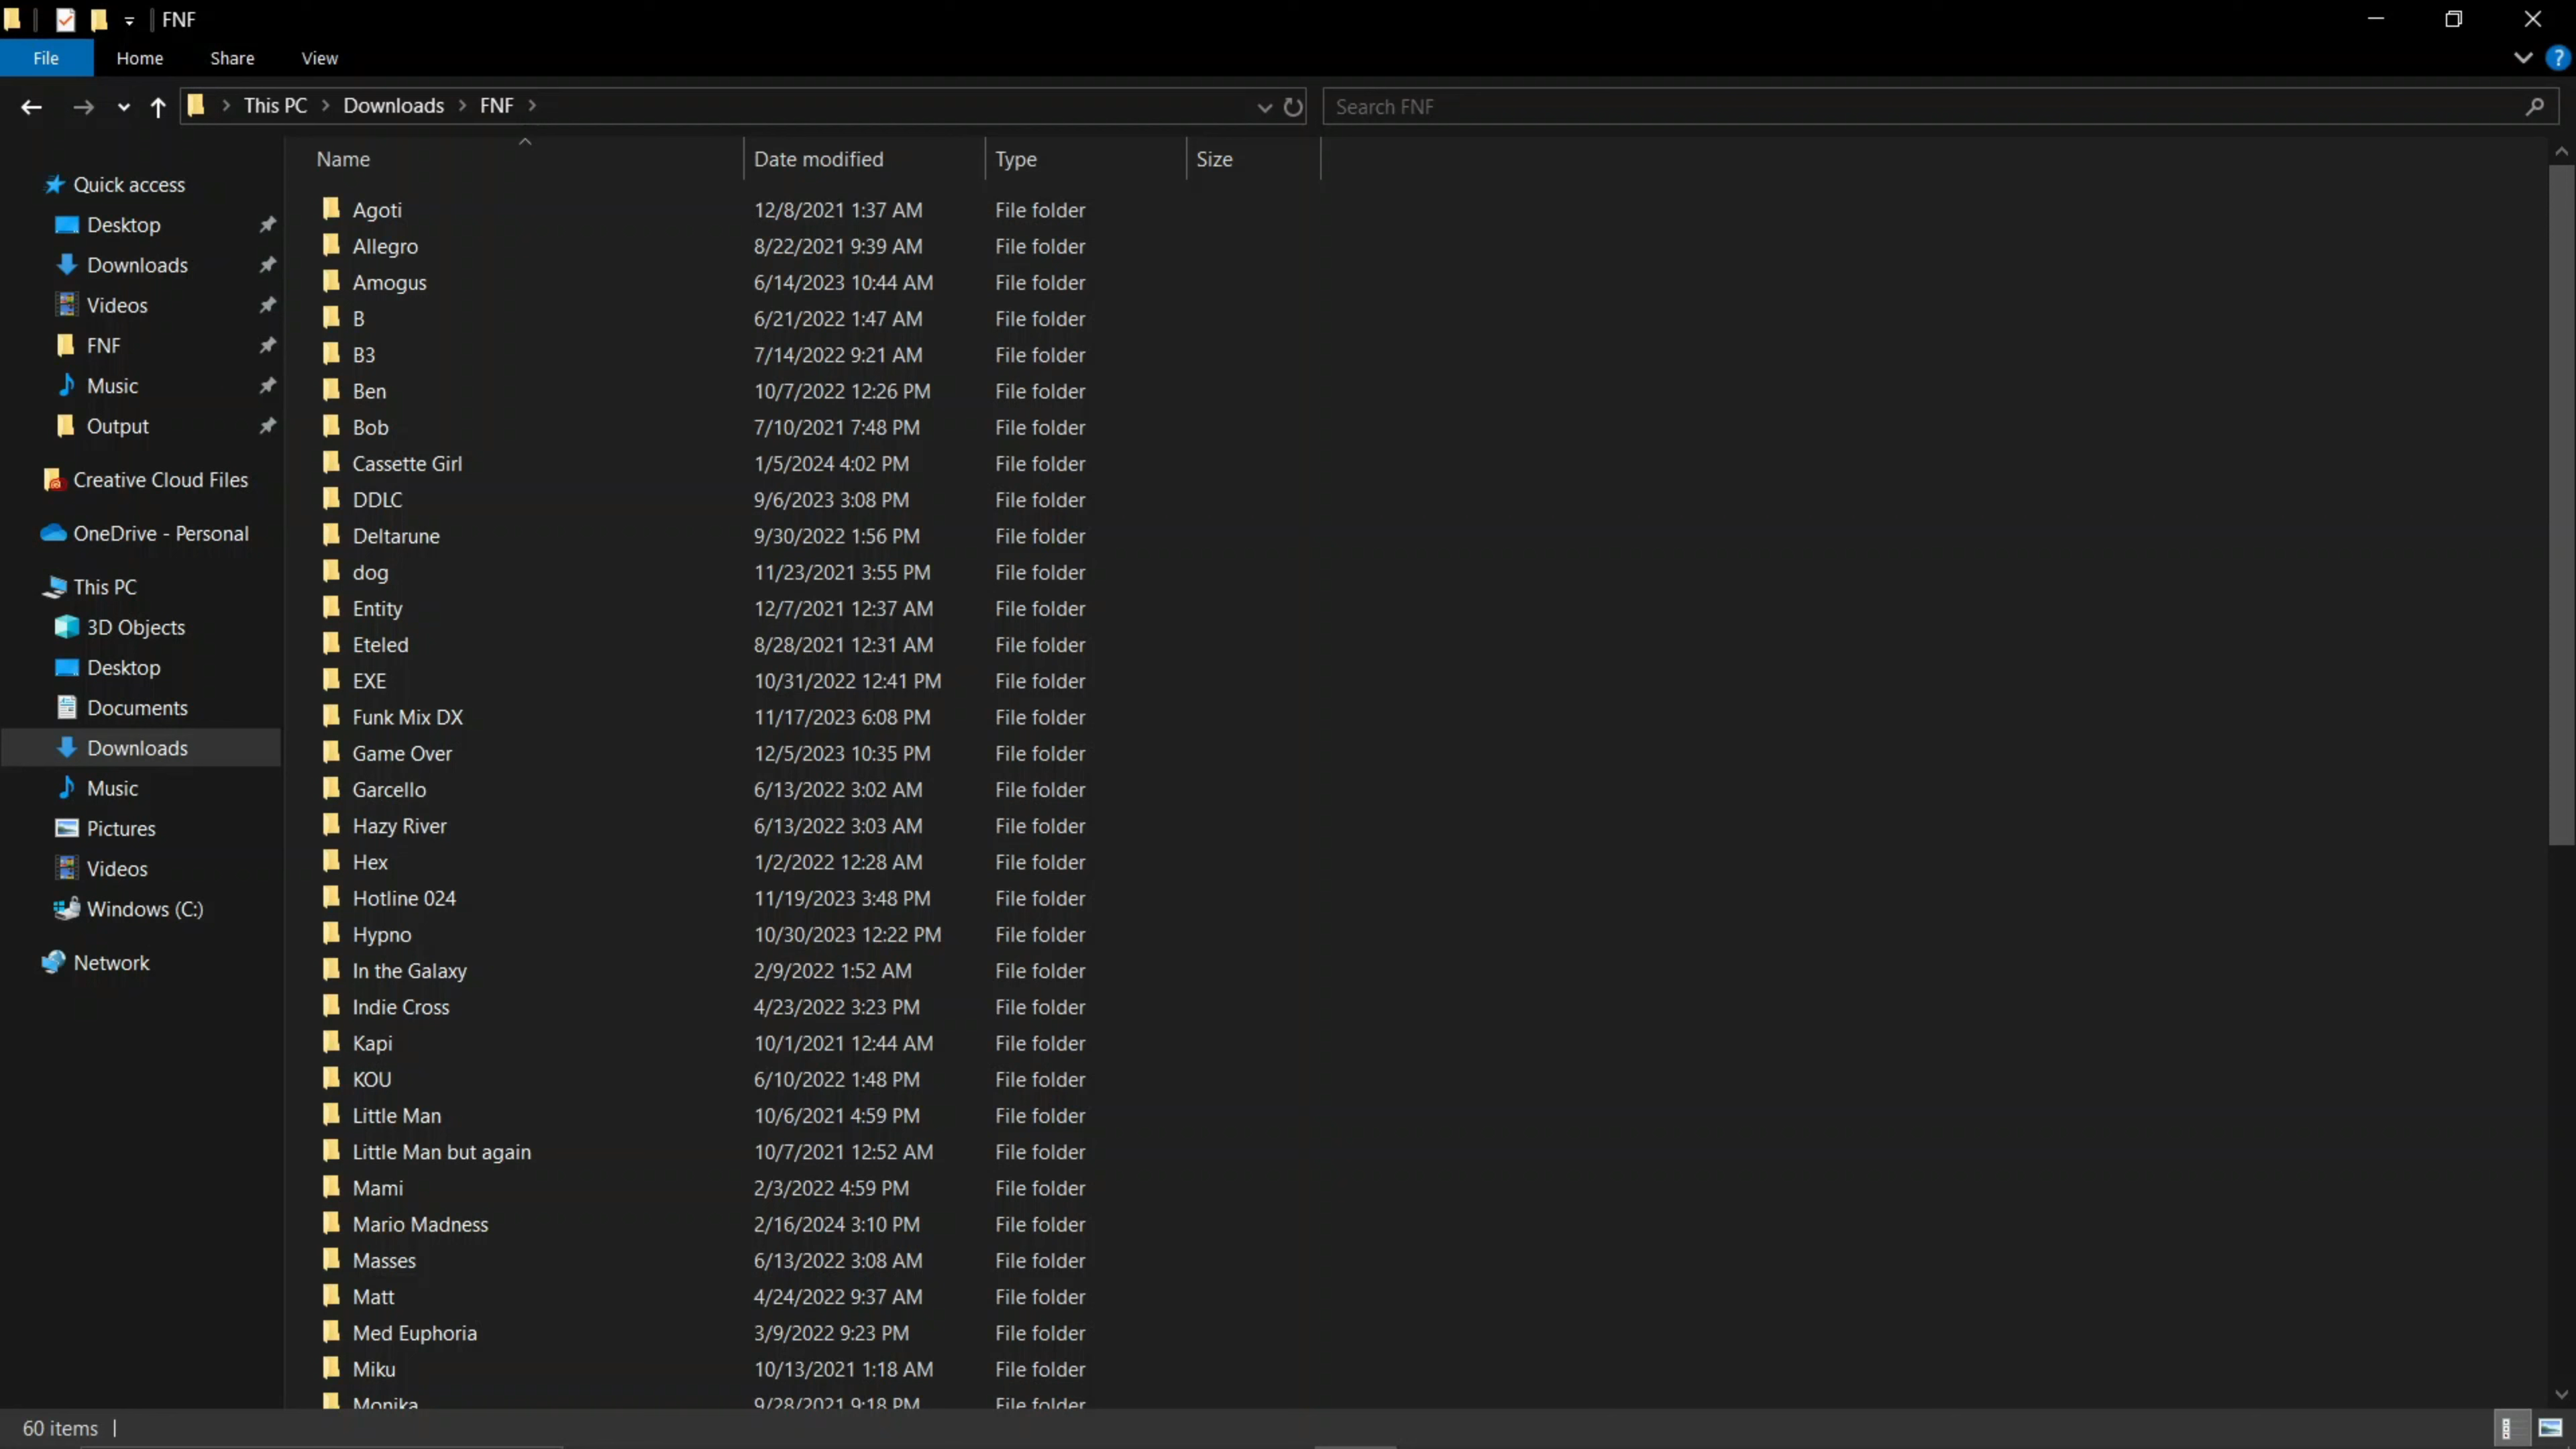 FNF
File Home Share View
This PC Downloads FNF
Search FNF
Name Date modified Type Size
Quick access
Desktop
Downloads
Videos
FNF
Music
Output
Creative Cloud Files
OneDrive - Personal
This PC
3D Objects
Desktop
Documents
Downloads
Music
Pictures
Videos
Windows (C:)
Network
Agoti 12/8/2021 1:37 AM File folder
Allegro 8/22/2021 9:39 AM File folder
Amogus 6/14/2023 10:44 AM File folder
B 6/21/2022 1:47 AM File folder
B3 7/14/2022 9:21 AM File folder
Ben 10/7/2022 12:26 PM File folder
Bob 7/10/2021 7:48 PM File folder
Cassette Girl 1/5/2024 4:02 PM File folder
DDLC 9/6/2023 3:08 PM File folder
Deltarune 9/30/2022 1:56 PM File folder
dog 11/23/2021 3:55 PM File folder
Entity 12/7/2021 12:37 AM File folder
Eteled 8/28/2021 12:31 AM File folder
EXE 10/31/2022 12:41 PM File folder
Funk Mix DX 11/17/2023 6:08 PM File folder
Game Over 12/5/2023 10:35 PM File folder
Garcello 6/13/2022 3:02 AM File folder
Hazy River 6/13/2022 3:03 AM File folder
Hex 1/2/2022 12:28 AM File folder
Hotline 024 11/19/2023 3:48 PM File folder
Hypno 10/30/2023 12:22 PM File folder
In the Galaxy 2/9/2022 1:52 AM File folder
Indie Cross 4/23/2022 3:23 PM File folder
Kapi 10/1/2021 12:44 AM File folder
KOU 6/10/2022 1:48 PM File folder
Little Man 10/6/2021 4:59 PM File folder
Little Man but again 10/7/2021 12:52 AM File folder
Mami 2/3/2022 4:59 PM File folder
Mario Madness 2/16/2024 3:10 PM File folder
Masses 6/13/2022 3:08 AM File folder
Matt 4/24/2022 9:37 AM File folder
Med Euphoria 3/9/2022 9:23 PM File folder
Miku 10/13/2021 1:18 AM File folder
Monika 9/28/2021 9:18 PM File folder
60 items